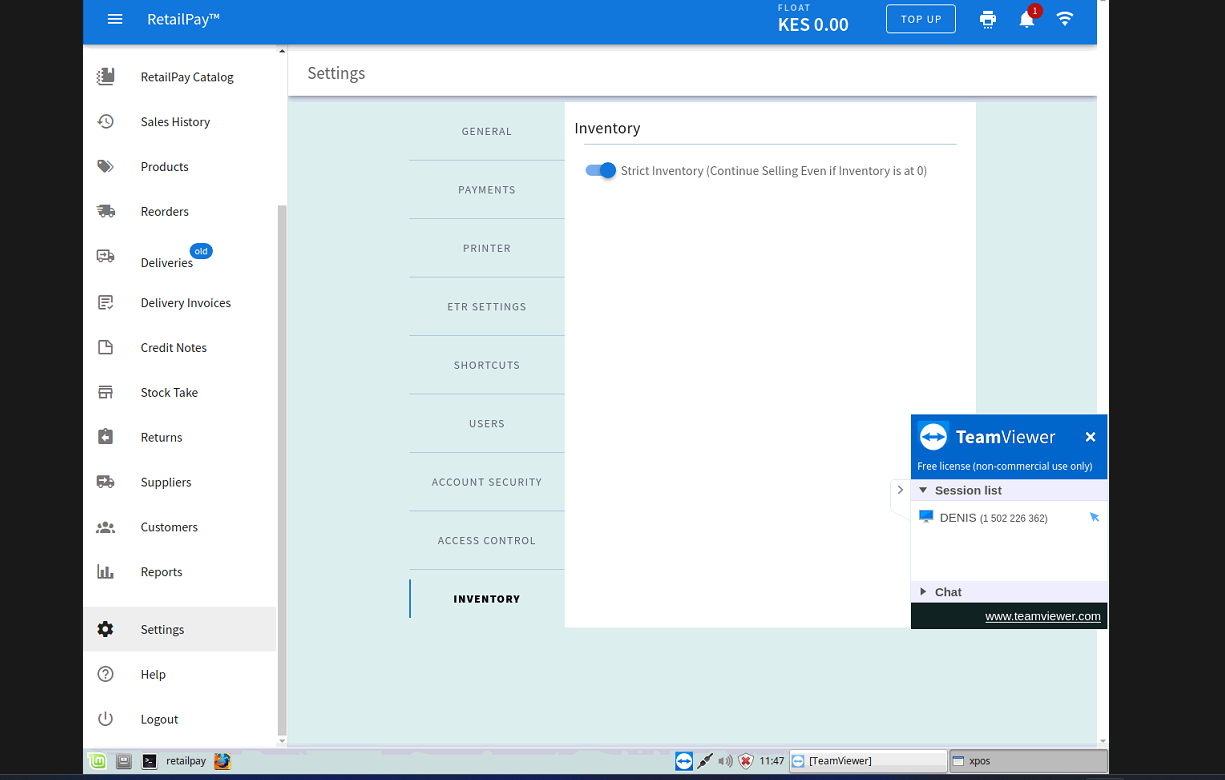 RetailPay™
FLOAT
KES 0.00
TOP UP
1
RetailPay Catalog
Sales History
Products
Reorders
old
Deliveries
Delivery Invoices
Credit Notes
Stock Take
Returns
Suppliers
Customers
Reports
Settings
Help
Logout
Settings
GENERAL
PAYMENTS
PRINTER
ETR SETTINGS
SHORTCUTS
USERS
ACCOUNT SECURITY
ACCESS CONTROL
INVENTORY
Inventory
Strict Inventory (Continue Selling Even if Inventory is at 0)
TeamViewer
Free license (non-commercial use only)
Session list
DENIS (1 502 226 362)
Chat
www.teamviewer.com
retailpay
11:47
[TeamViewer]
xpos